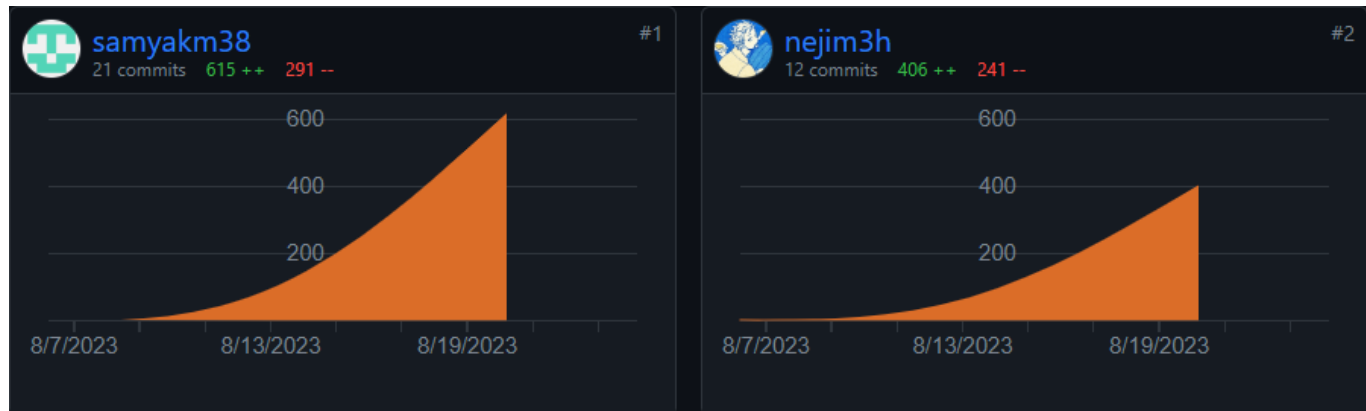 samyakm38 #1
21 commits 615 ++ 291 --
600
400
200
8/7/2023 8/13/2023 8/19/2023
nejim3h #2
12 commits 406 ++ 241 --
600
400
200
8/7/2023 8/13/2023 8/19/2023